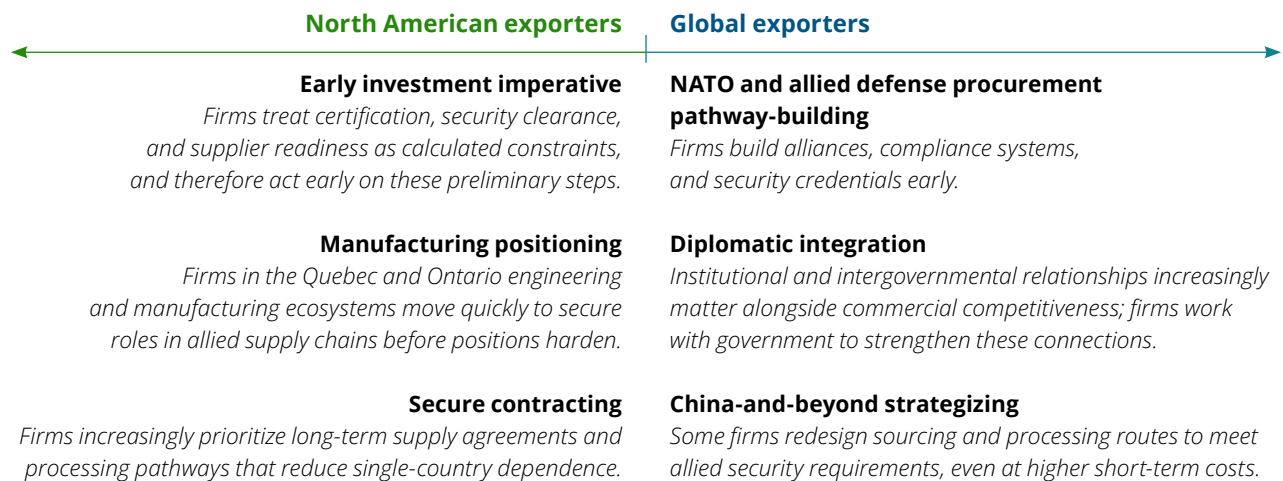 North American exporters
Early investment imperative
Firms treat certification, security clearance,
and supplier readiness as calculated constraints,
and therefore act early on these preliminary steps.
Manufacturing positioning
Firms in the Quebec and Ontario engineering
and manufacturing ecosystems move quickly to secure
roles in allied supply chains before positions harden.
Secure contracting
Firms increasingly prioritize long-term supply agreements and
processing pathways that reduce single-country dependence.
Global exporters
NATO and allied defense procurement
pathway-building
Firms build alliances, compliance systems,
and security credentials early.
Diplomatic integration
Institutional and intergovernmental relationships increasingly
matter alongside commercial competitiveness; firms work
with government to strengthen these connections.
China-and-beyond strategizing
Some firms redesign sourcing and processing routes to meet
allied security requirements, even at higher short-term costs.